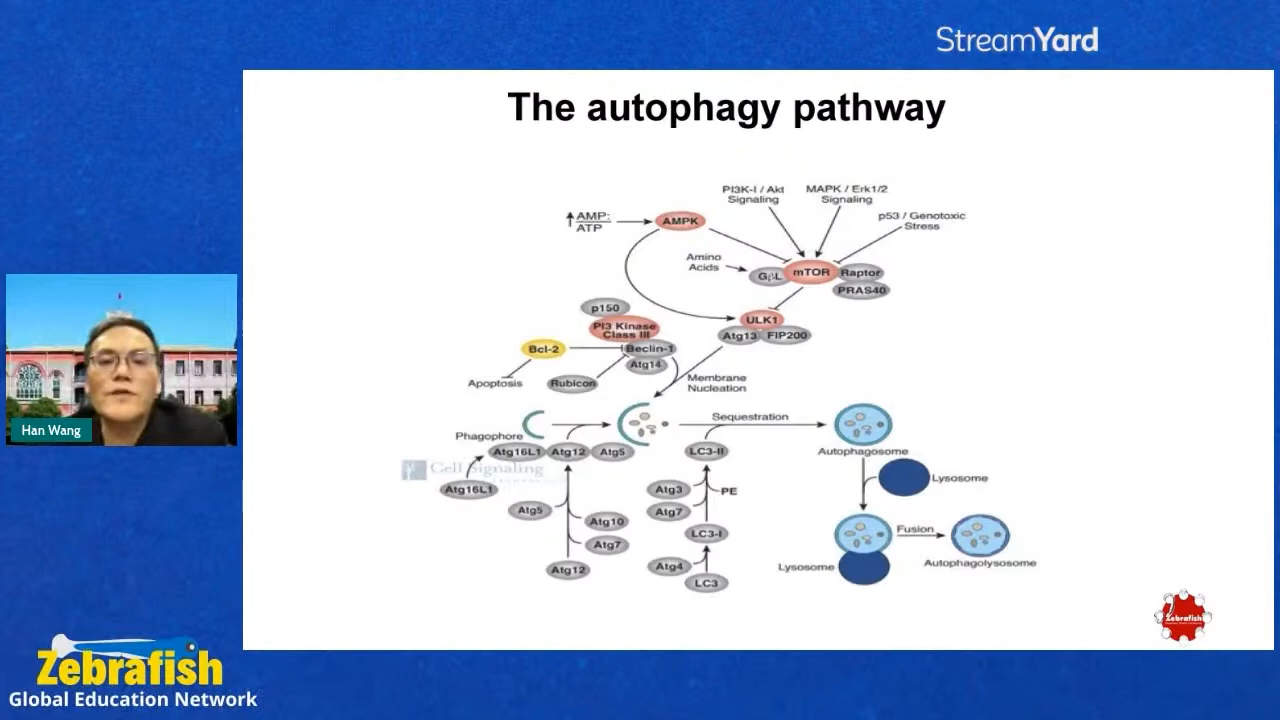 StreamYard
The autophagy pathway
PI3K-I / Akt
Signaling
MAPK / Erk1/2
Signaling
p53 / Genotoxic
Stress
AMP:
ATP
AMPK
Amino
Acids
GβL
mTOR
Raptor
PRAS40
p150
PI3 Kinase
Class III
ULK1
Atg13
FIP200
Bcl-2
Beclin-1
Atg14
Apoptosis
Rubicon
Membrane
Nucleation
Sequestration
Phagophore
Atg16L1
Atg12
Atg5
LC3-II
Autophagosome
Cell Signaling
Atg16L1
Atg3
PE
Lysosome
Atg5
Atg7
Atg10
LC3-I
Fusion
Atg7
Atg4
Lysosome
Autophagolysosome
Atg12
LC3
Han Wang
Zebrafish
Zebrafish
Global Education Network